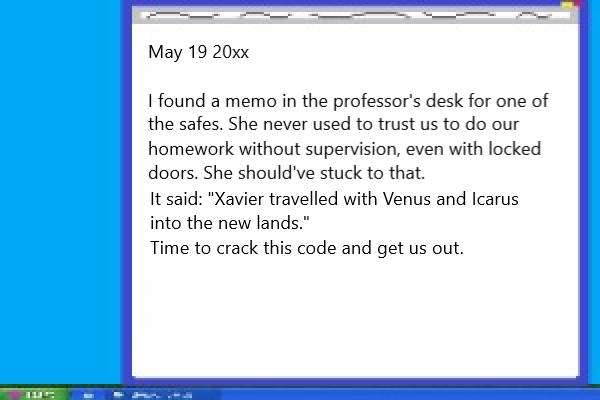 May 19 20xx
I found a memo in the professor's desk for one of
the safes. She never used to trust us to do our
homework without supervision, even with locked
doors. She should've stuck to that.
It said: "Xavier travelled with Venus and Icarus
into the new lands."
Time to crack this code and get us out.